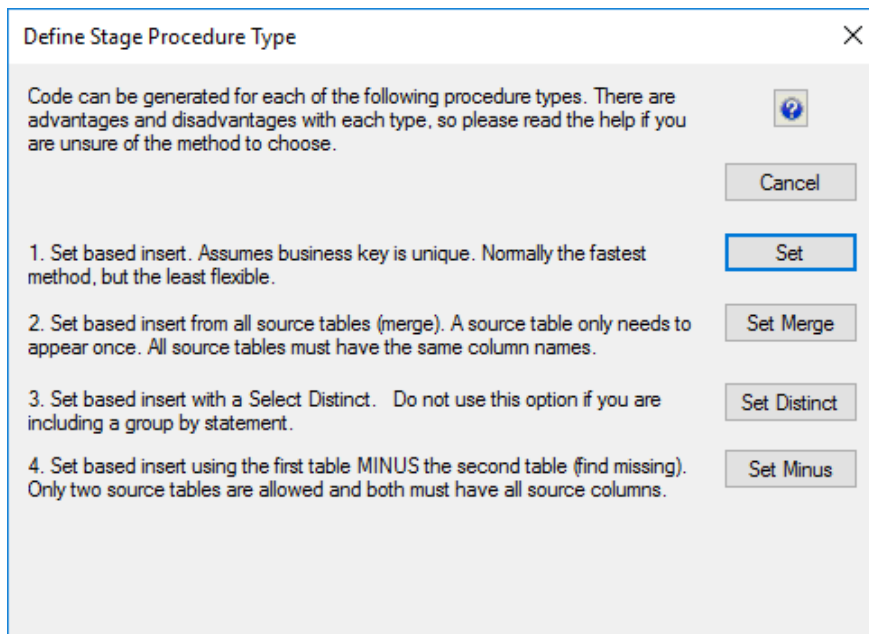 Define Stage Procedure Type
Code can be generated for each of the following procedure types. There are
advantages and disadvantages with each type, so please read the help if you
are unsure of the method to choose.
Cancel
1. Set based insert. Assumes business key is unique. Normally the fastest
method, but the least flexible.
Set
2. Set based insert from all source tables (merge). A source table only needs to
appear once. All source tables must have the same column names.
Set Merge
3. Set based insert with a Select Distinct.   Do not use this option if you are
including a group by statement.
Set Distinct
4. Set based insert using the first table MINUS the second table (find missing).
Only two source tables are allowed and both must have all source columns.
Set Minus